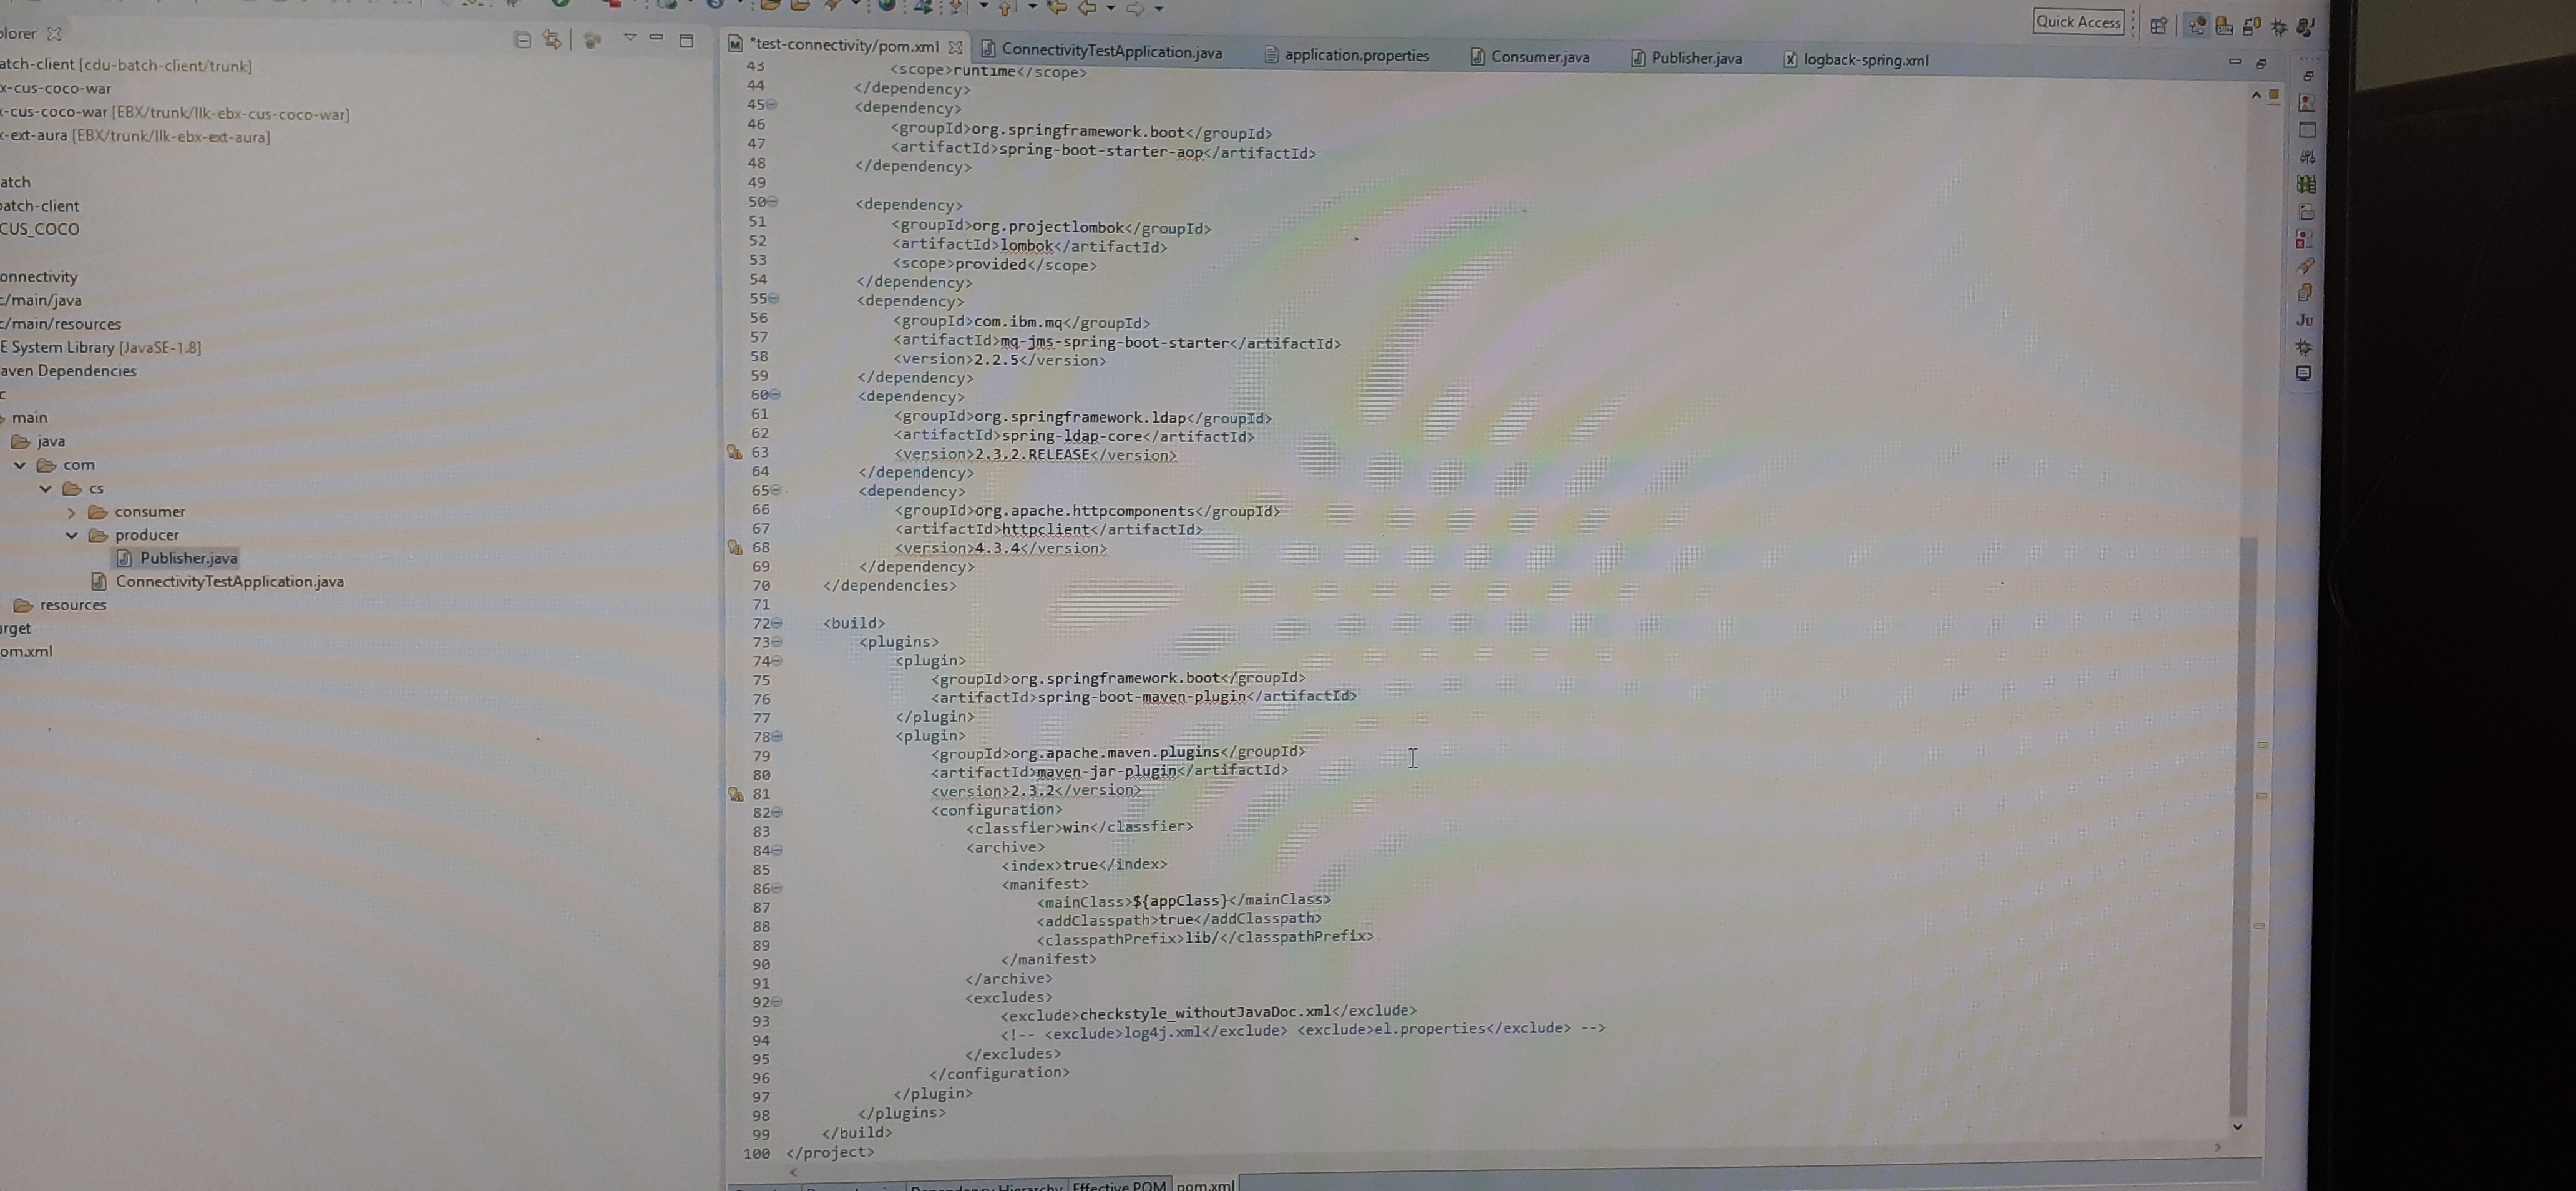 Quick Access
plorer
*test-connectivity/pom.xml
ConnectivityTestApplication.java
application.properties
Consumer.java
Publisher.java
logback-spring.xml
atch-client [cdu-batch-client/trunk]
x-cus-coco-war
x-cus-coco-war [EBX/trunk/llk-ebx-cus-coco-war]
x-ext-aura [EBX/trunk/llk-ebx-ext-aura]
atch
batch-client
CUS_COCO
onnectivity
c/main/java
c/main/resources
E System Library [JavaSE-1.8]
aven Dependencies
c
main
java
com
cs
consumer
producer
Publisher.java
ConnectivityTestApplication.java
resources
arget
om.xml
43 <scope>runtime</scope>
44 </dependency>
45 <dependency>
46 <groupId>org.springframework.boot</groupId>
47 <artifactId>spring-boot-starter-aop</artifactId>
48 </dependency>
49
50 <dependency>
51 <groupId>org.projectlombok</groupId>
52 <artifactId>lombok</artifactId>
53 <scope>provided</scope>
54 </dependency>
55 <dependency>
56 <groupId>com.ibm.mq</groupId>
57 <artifactId>mq-jms-spring-boot-starter</artifactId>
58 <version>2.2.5</version>
59 </dependency>
60 <dependency>
61 <groupId>org.springframework.ldap</groupId>
62 <artifactId>spring-ldap-core</artifactId>
63 <version>2.3.2.RELEASE</version>
64 </dependency>
65 <dependency>
66 <groupId>org.apache.httpcomponents</groupId>
67 <artifactId>httpclient</artifactId>
68 <version>4.3.4</version>
69 </dependency>
70 </dependencies>
71
72 <build>
73 <plugins>
74 <plugin>
75 <groupId>org.springframework.boot</groupId>
76 <artifactId>spring-boot-maven-plugin</artifactId>
77 </plugin>
78 <plugin>
79 <groupId>org.apache.maven.plugins</groupId>
80 <artifactId>maven-jar-plugin</artifactId>
81 <version>2.3.2</version>
82 <configuration>
83 <classfier>win</classfier>
84 <archive>
85 <index>true</index>
86 <manifest>
87 <mainClass>${appClass}</mainClass>
88 <addClasspath>true</addClasspath>
89 <classpathPrefix>lib/</classpathPrefix>
90 </manifest>
91 </archive>
92 <excludes>
93 <exclude>checkstyle_withoutJavaDoc.xml</exclude>
94 <!-- <exclude>log4j.xml</exclude> <exclude>el.properties</exclude> -->
95 </excludes>
96 </configuration>
97 </plugin>
98 </plugins>
99 </build>
100 </project>
Ju
Hierarchy
Effective POM
pom.xml